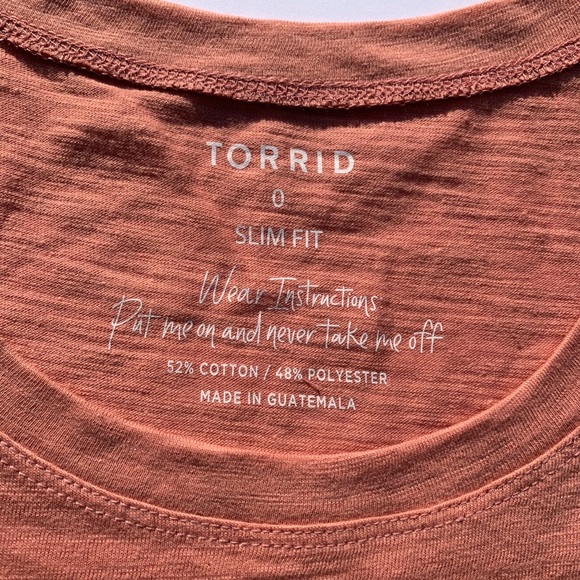 TORRID
0
SLIM FIT
Wear Instructions
Put me on and never take me off
52% COTTON / 48% POLYESTER
MADE IN GUATEMALA